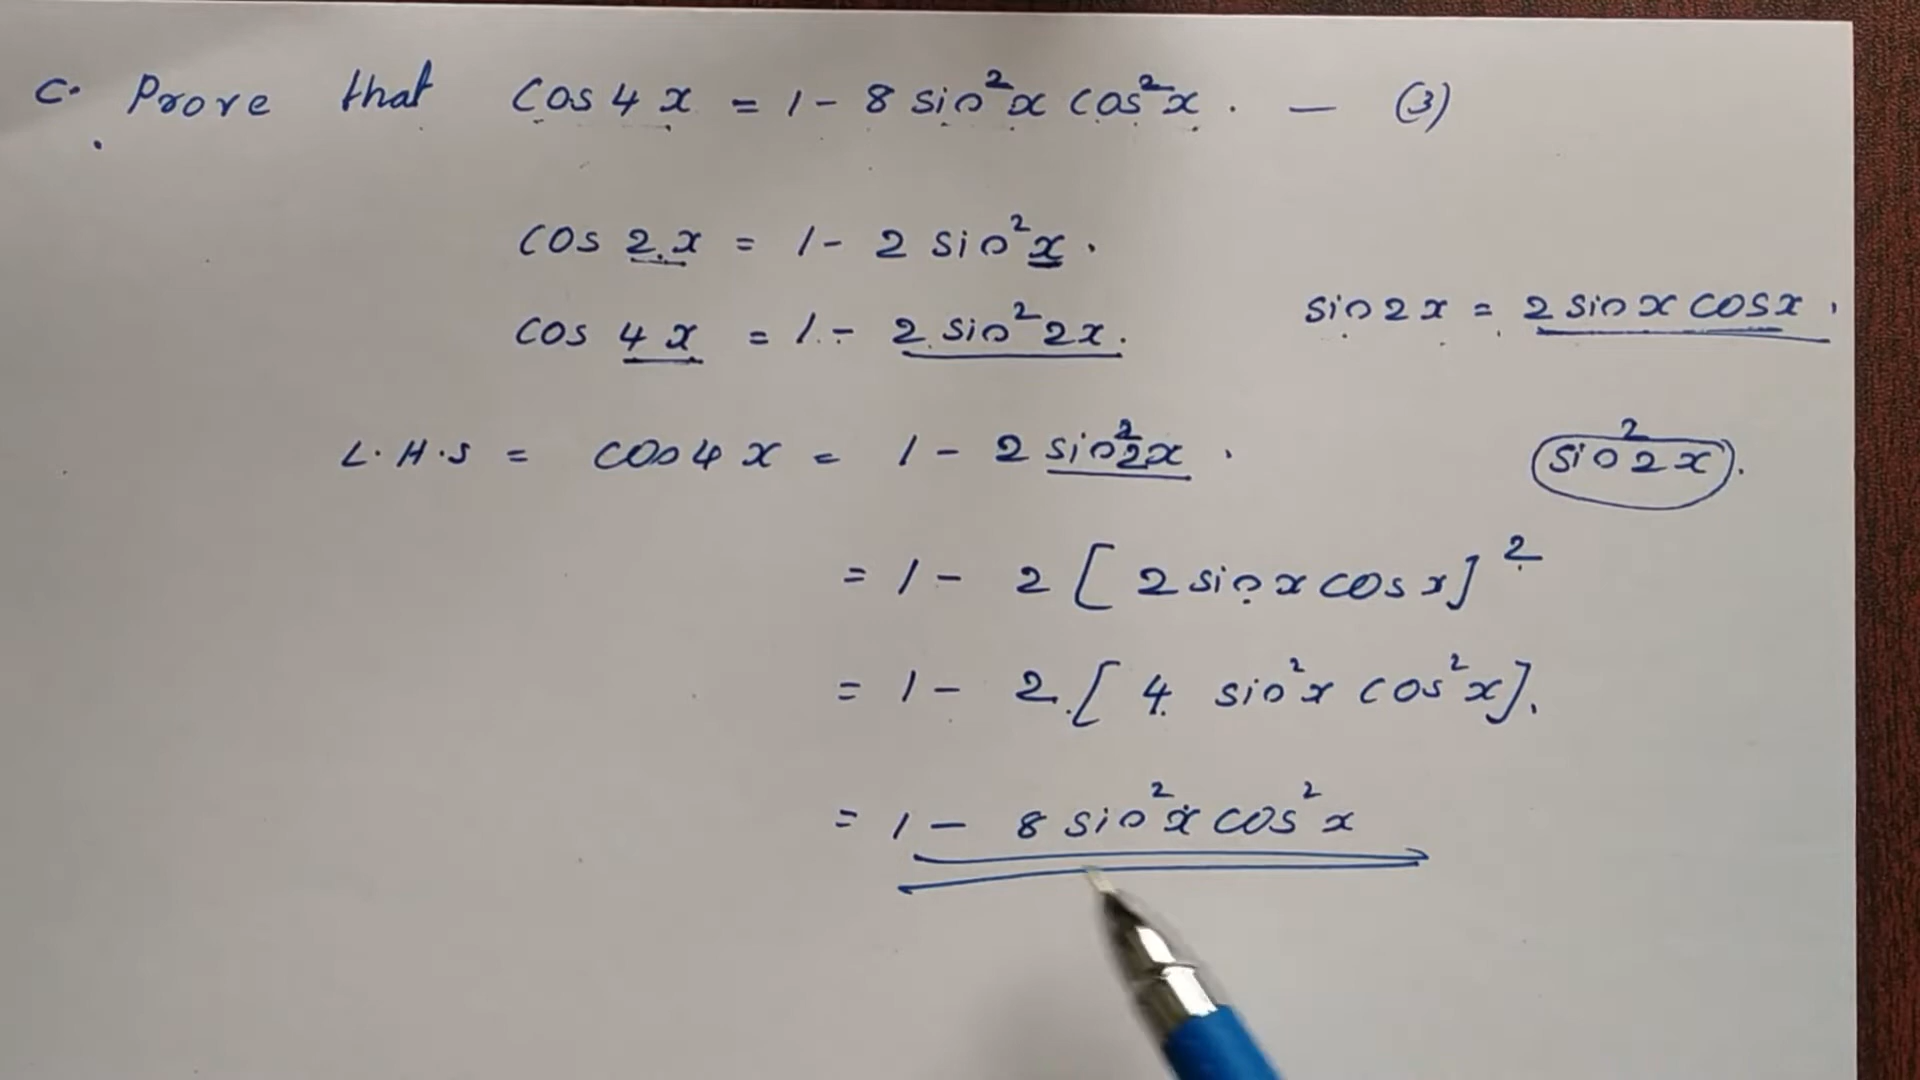 C. Prove that cos 4x = 1 - 8 sin²x cos²x. — (3)
cos 2x = 1 - 2 sin²x.
sin 2x = 2 sin x cos x.
cos 4x = 1 - 2 sin²2x.
L.H.S = cos 4x = 1 - 2 sin²2x.
sin²2x.
= 1 - 2 [2 sin x cos x]²
= 1 - 2 [4 sin²x cos²x].
= 1 - 8 sin²x cos²x